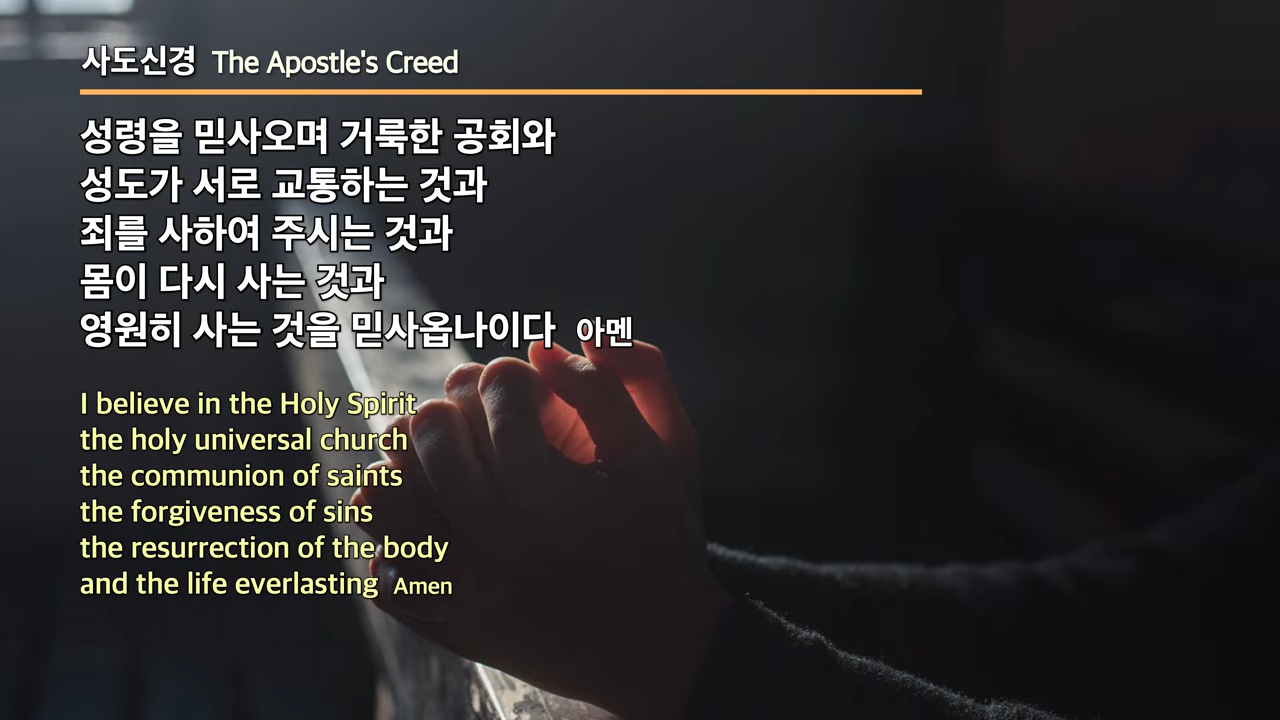 사도신경 The Apostle's Creed
성령을 믿사오며 거룩한 공회와
성도가 서로 교통하는 것과
죄를 사하여 주시는 것과
몸이 다시 사는 것과
영원히 사는 것을 믿사옵나이다 아멘
I believe in the Holy Spirit
the holy universal church
the communion of saints
the forgiveness of sins
the resurrection of the body
and the life everlasting Amen